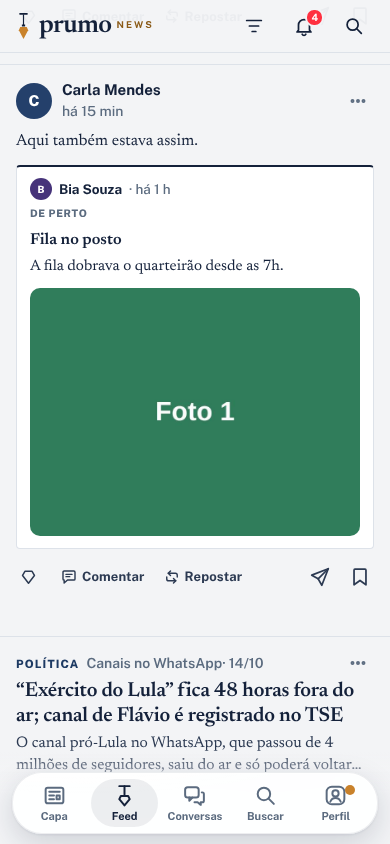 prumo NEWS
4
C
Carla Mendes
há 15 min
Aqui também estava assim.
B
Bia Souza · há 1 h
DE PERTO
Fila no posto
A fila dobrava o quarteirão desde as 7h.
Foto 1
Comentar
Repostar
POLÍTICA Canais no WhatsApp· 14/10
“Exército do Lula” fica 48 horas fora do
ar; canal de Flávio é registrado no TSE
O canal pró-Lula no WhatsApp, que passou de 4
milhões de seguidores, saiu do ar e só poderá voltar...
Capa
Feed
Conversas
Buscar
Perfil